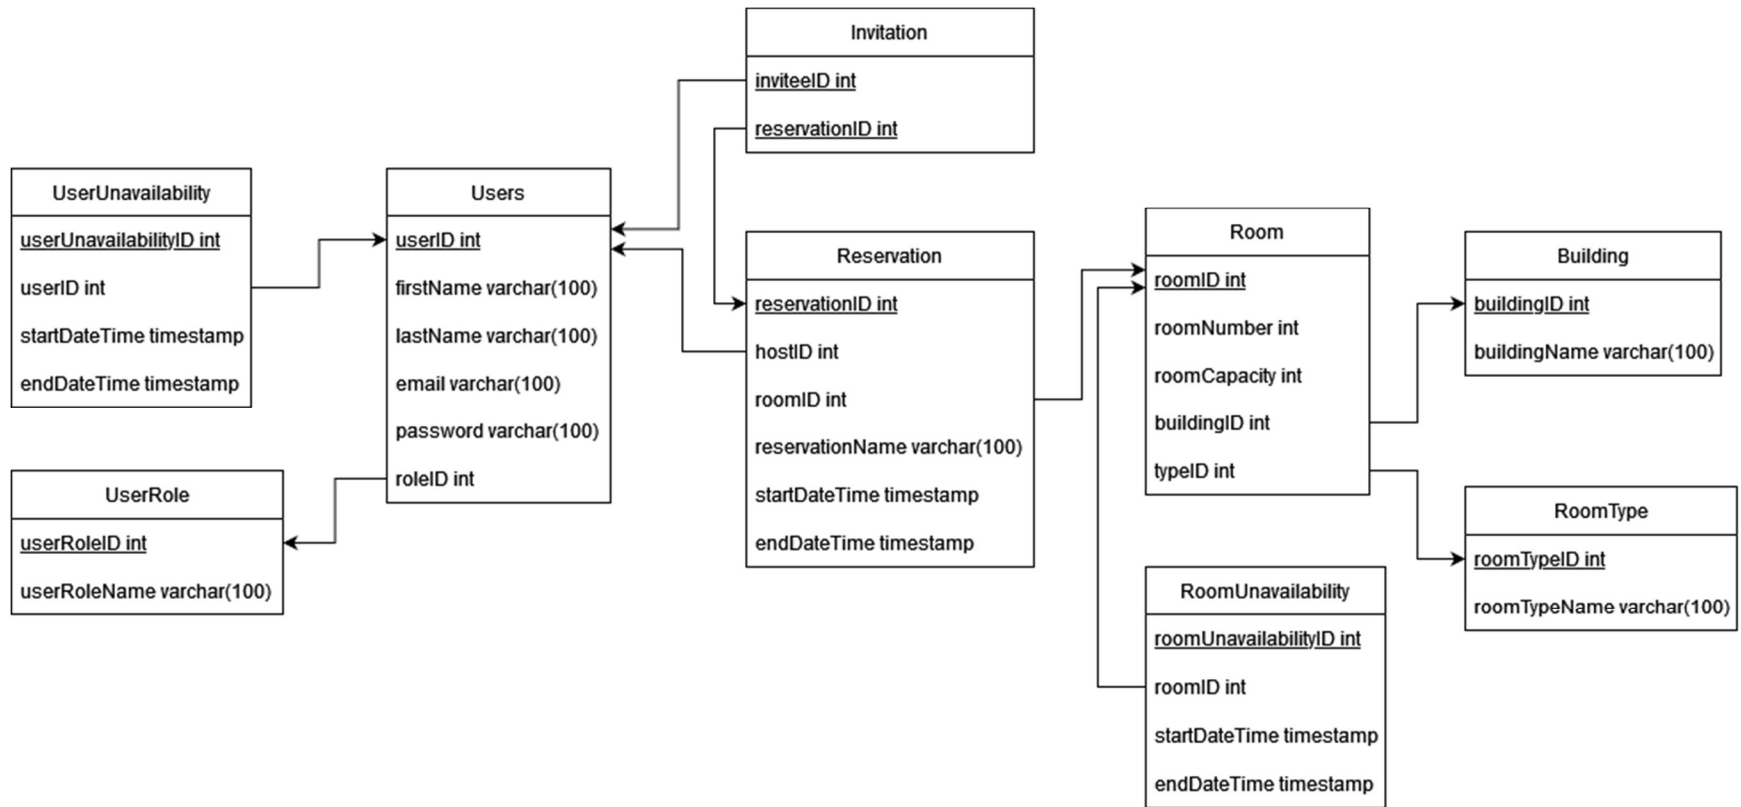 Invitation
inviteeID int
reservationID int
UserUnavailability
userUnavailabilityID int
userID int
startDateTime timestamp
endDateTime timestamp
Users
userID int
firstName varchar(100)
lastName varchar(100)
email varchar(100)
password varchar(100)
roleID int
UserRole
userRoleID int
userRoleName varchar(100)
Reservation
reservationID int
hostID int
roomID int
reservationName varchar(100)
startDateTime timestamp
endDateTime timestamp
Room
roomID int
roomNumber int
roomCapacity int
buildingID int
typeID int
Building
buildingID int
buildingName varchar(100)
RoomType
roomTypeID int
roomTypeName varchar(100)
RoomUnavailability
roomUnavailabilityID int
roomID int
startDateTime timestamp
endDateTime timestamp